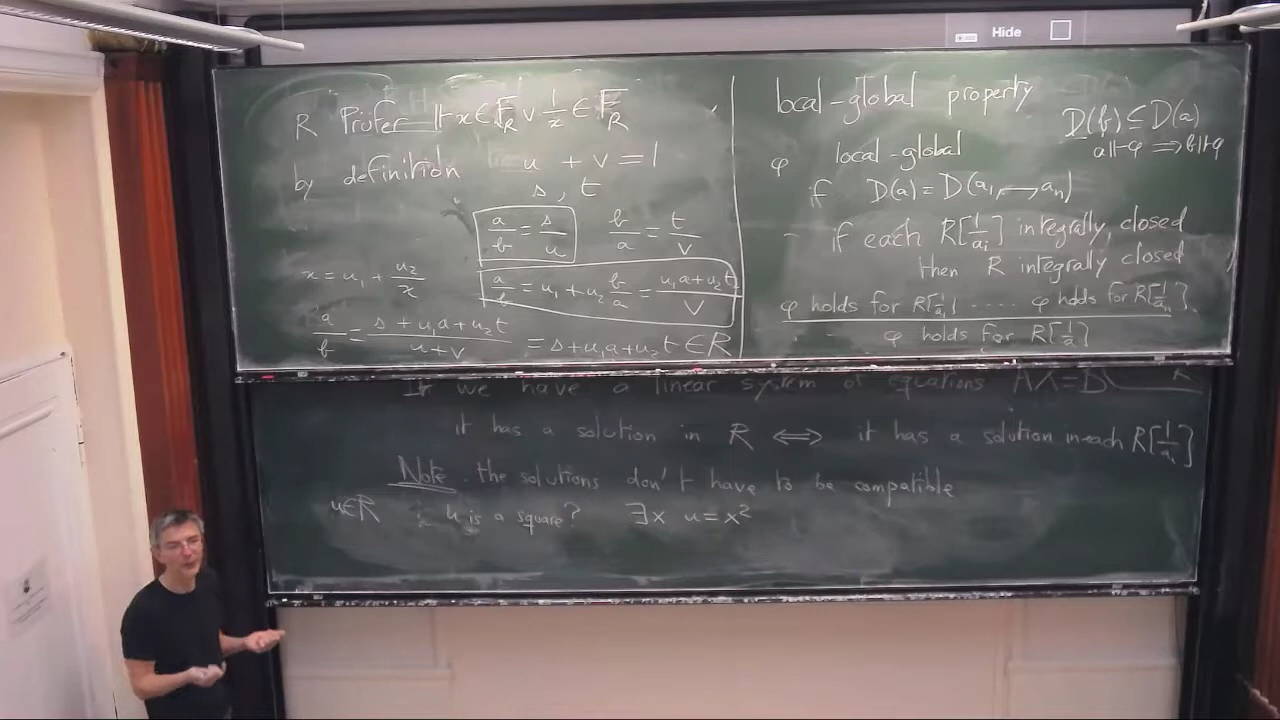 Hide
R Prüfer ⊩ x ∈ F_R ∨ 1/x ∈ F_R
by definition u + v = 1
s, t
a/b = s/u b/a = t/v
x = u₁ + u₂/x
a/b = u₁ + u₂ b/a = (u₁a + u₂t)/v
a/b = (s + u₁a + u₂t)/(u + v) = s + u₁a + u₂t ∈ R
local-global property
D(b) ⊆ D(a)
a ⊩ φ ⟹ b ⊩ φ
φ local-global
if D(a) = D(a₁, ⟶ aₙ)
- if each R[1/aᵢ] integrally closed
then R integrally closed
φ holds for R[1/a₁] ..... φ holds for R[1/aₙ]
φ holds for R[1/a]
If we have a linear system of equations AX = B
it has a solution in R ⟺ it has a solution in each R[1/aᵢ]
Note . the solutions don't have to be compatible
u∈R u is a square? ∃x u = x²